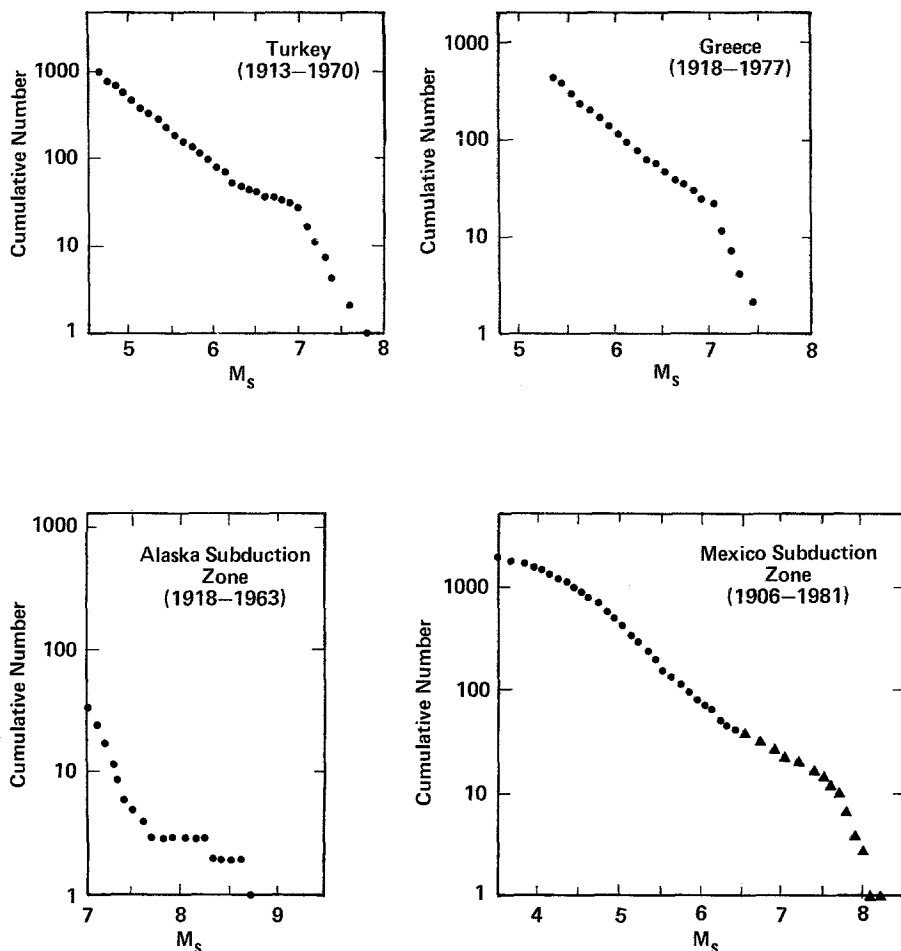 Turkey
(1913–1970)
Cumulative Number
1000
100
10
1
5
6
7
8
M_s
Greece
(1918–1977)
Cumulative Number
1000
100
10
1
5
6
7
8
M_s
Alaska Subduction
Zone
(1918–1963)
Cumulative Number
1000
100
10
1
7
8
9
M_s
Mexico Subduction
Zone
(1906–1981)
Cumulative Number
1000
100
10
1
4
5
6
7
8
M_s